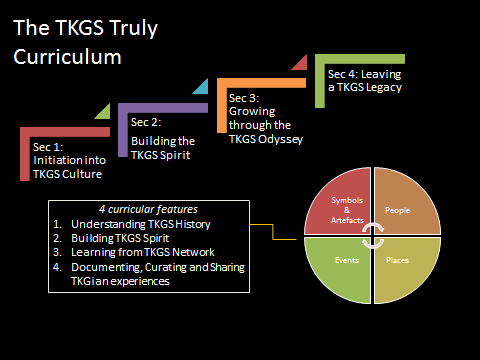 The TKGS Truly
Curriculum
Sec 1:
Initiation into
TKGS Culture
Sec 2:
Building the
TKGS Spirit
Sec 3:
Growing
through the
TKGS Odyssey
Sec 4: Leaving
a TKGS Legacy
4 curricular features
1. Understanding TKGS History
2. Building TKGS Spirit
3. Learning from TKGS Network
4. Documenting, Curating and Sharing
TKGian experiences
Symbols
&
Artefacts
People
Events
Places